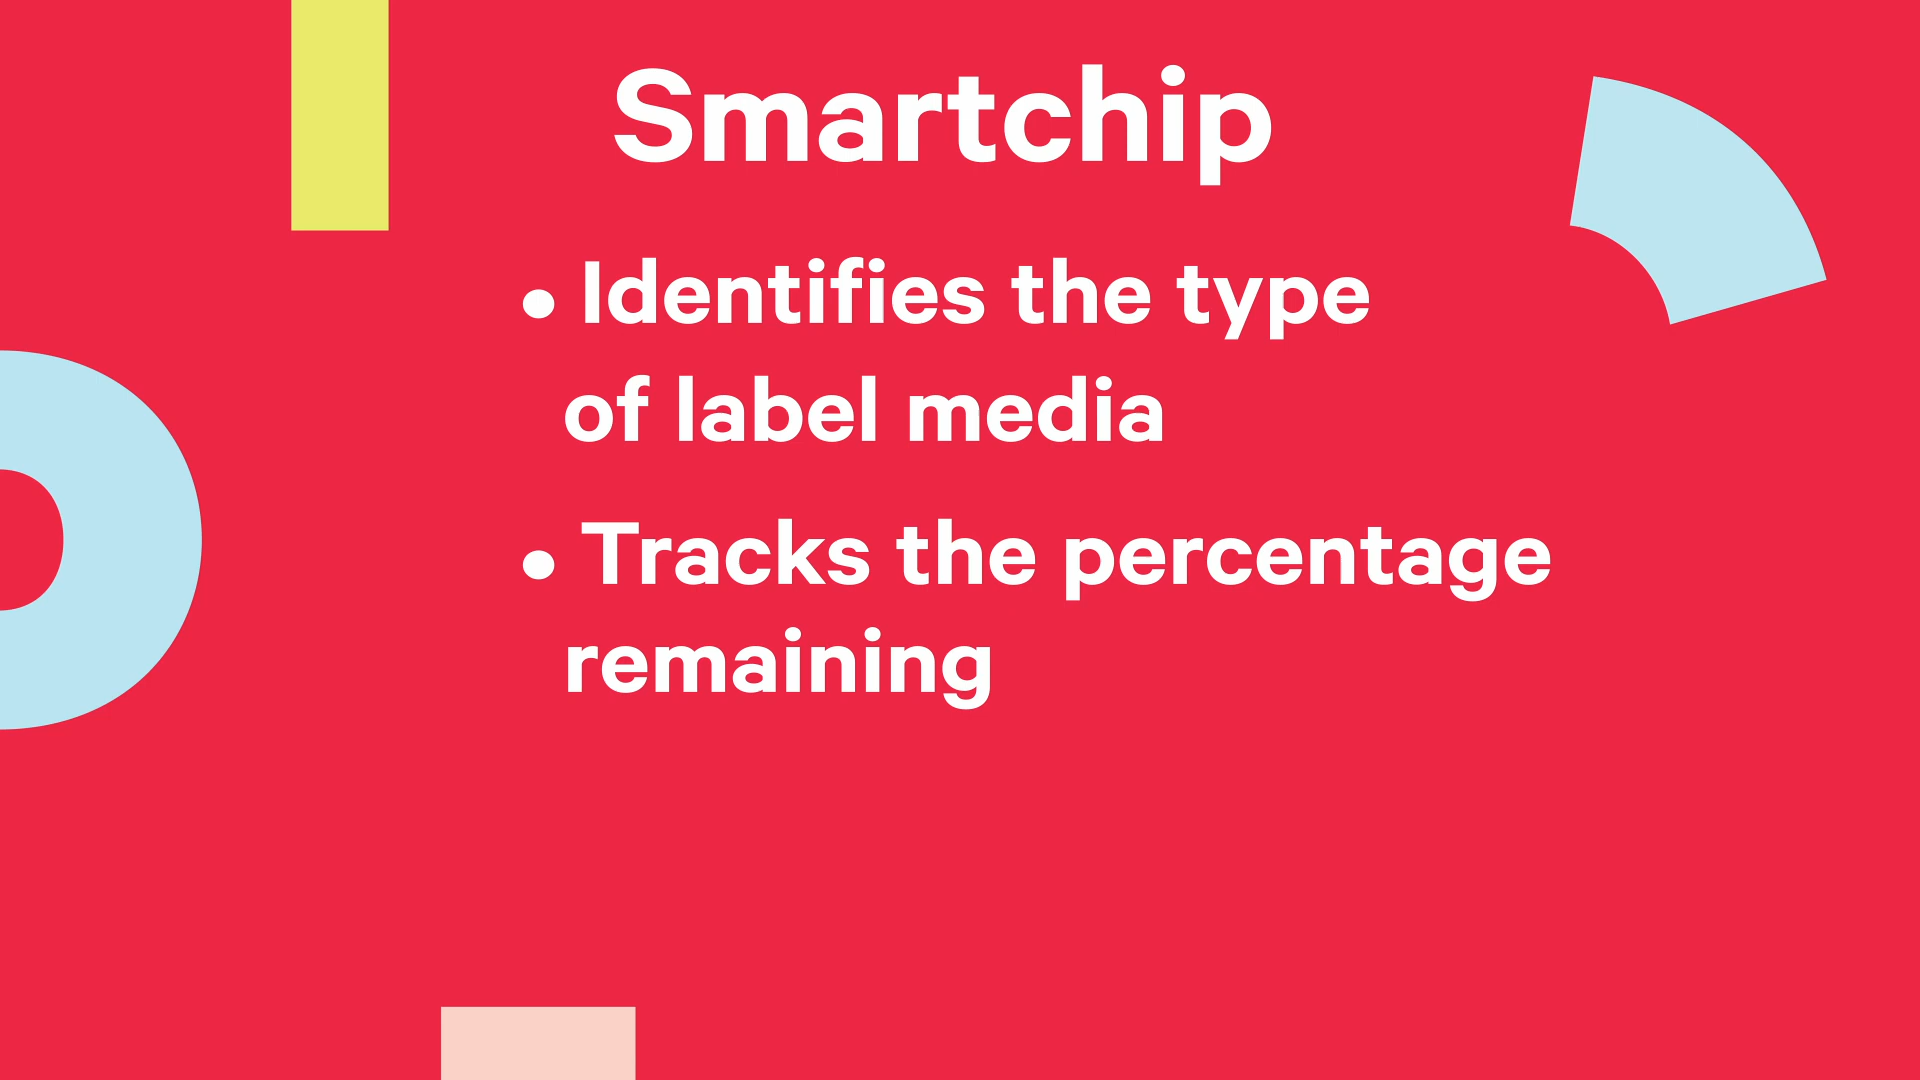 Smartchip
• Identifies the type
of label media
• Tracks the percentage
remaining